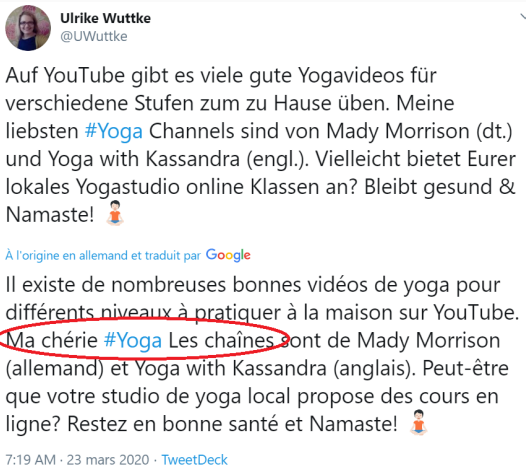 Ulrike Wuttke
@UWuttke
Auf YouTube gibt es viele gute Yogavideos für
verschiedene Stufen zum zu Hause üben. Meine
liebsten #Yoga Channels sind von Mady Morrison (dt.)
und Yoga with Kassandra (engl.). Vielleicht bietet Eurer
lokales Yogastudio online Klassen an? Bleibt gesund &
Namaste! 🧘🏻
À l'origine en allemand et traduit par Google
Il existe de nombreuses bonnes vidéos de yoga pour
différents niveaux à pratiquer à la maison sur YouTube.
Ma chérie #Yoga Les chaînes sont de Mady Morrison
(allemand) et Yoga with Kassandra (anglais). Peut-être
que votre studio de yoga local propose des cours en
ligne? Restez en bonne santé et Namaste! 🧘🏻
7:19 AM · 23 mars 2020 · TweetDeck